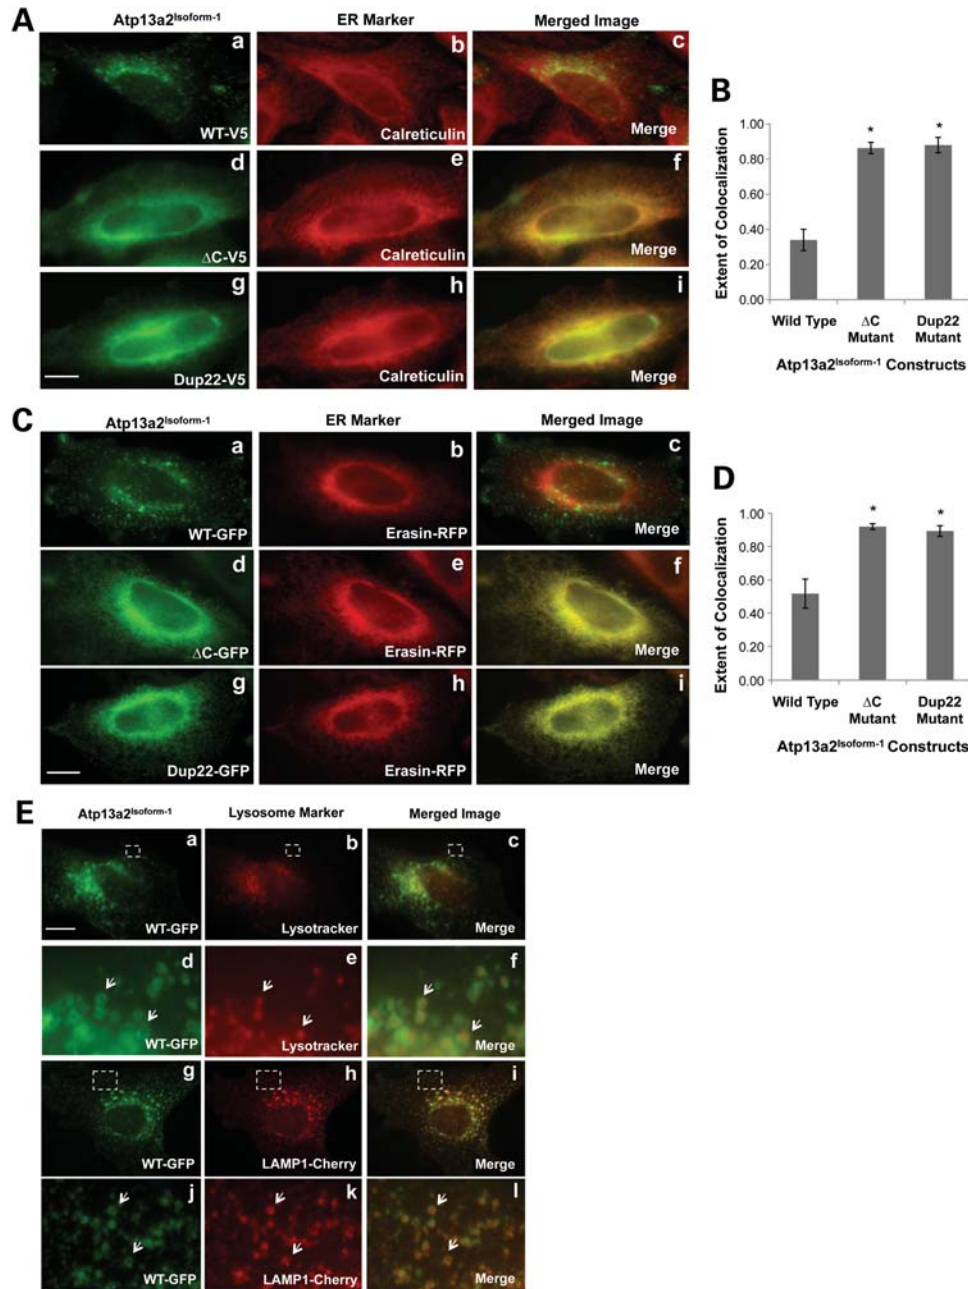 A
Atp13a2Isoform-1 ER Marker Merged Image
a b c
WT-V5 Calreticulin Merge
d e f
ΔC-V5 Calreticulin Merge
g h i
Dup22-V5 Calreticulin Merge
B
Extent of Colocalization
1.00
0.80
0.60
0.40
0.20
0.00
* *
Wild Type ΔC Mutant Dup22 Mutant
Atp13a2Isoform-1 Constructs
C
Atp13a2Isoform-1 ER Marker Merged Image
a b c
WT-GFP Erasin-RFP Merge
d e f
ΔC-GFP Erasin-RFP Merge
g h i
Dup22-GFP Erasin-RFP Merge
D
Extent of Colocalization
1.00
0.80
0.60
0.40
0.20
0.00
* *
Wild Type ΔC Mutant Dup22 Mutant
Atp13a2Isoform-1 Constructs
E
Atp13a2Isoform-1 Lysosome Marker Merged Image
a b c
WT-GFP Lysotracker Merge
d e f
WT-GFP Lysotracker Merge
g h i
WT-GFP LAMP1-Cherry Merge
j k l
WT-GFP LAMP1-Cherry Merge